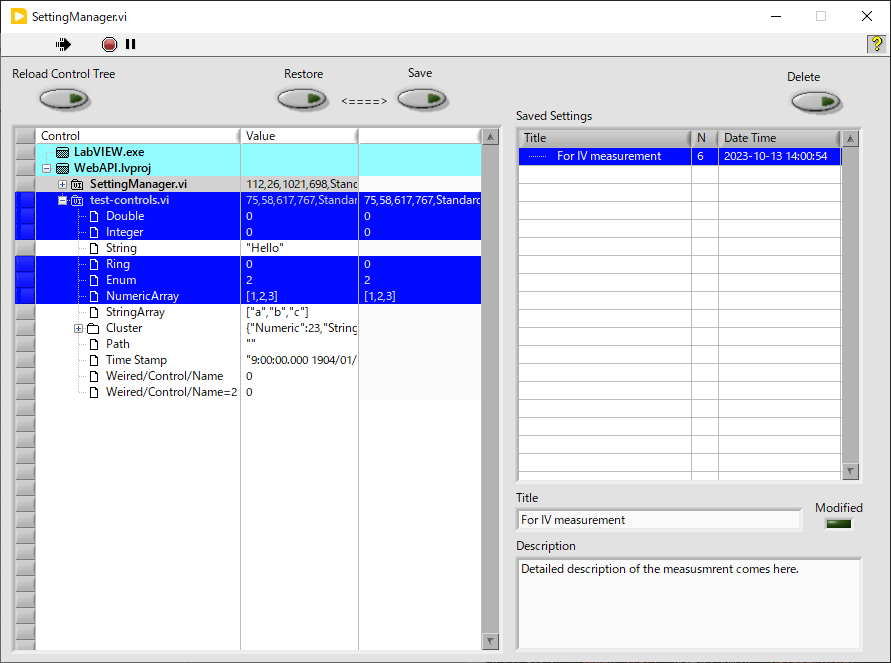 SettingManager.vi
?
Reload Control Tree
Restore
<====>
Save
Delete
Control Value
LabVIEW.exe
WebAPI.lvproj
SettingManager.vi 112,26,1021,698,Stand
test-controls.vi 75,58,617,767,Standar 75,58,617,767,Standard
Double 0 0
Integer 0 0
String "Hello"
Ring 0 0
Enum 2 2
NumericArray [1,2,3] [1,2,3]
StringArray ["a","b","c"]
Cluster {"Numeric":23,"String
Path ""
Time Stamp "9:00:00.000 1904/01/
Weired/Control/Name 0
Weired/Control/Name=2 0
Saved Settings
Title N Date Time
For IV measurement 6 2023-10-13 14:00:54
Title
For IV measurement
Modified
Description
Detailed description of the measusmrent comes here.